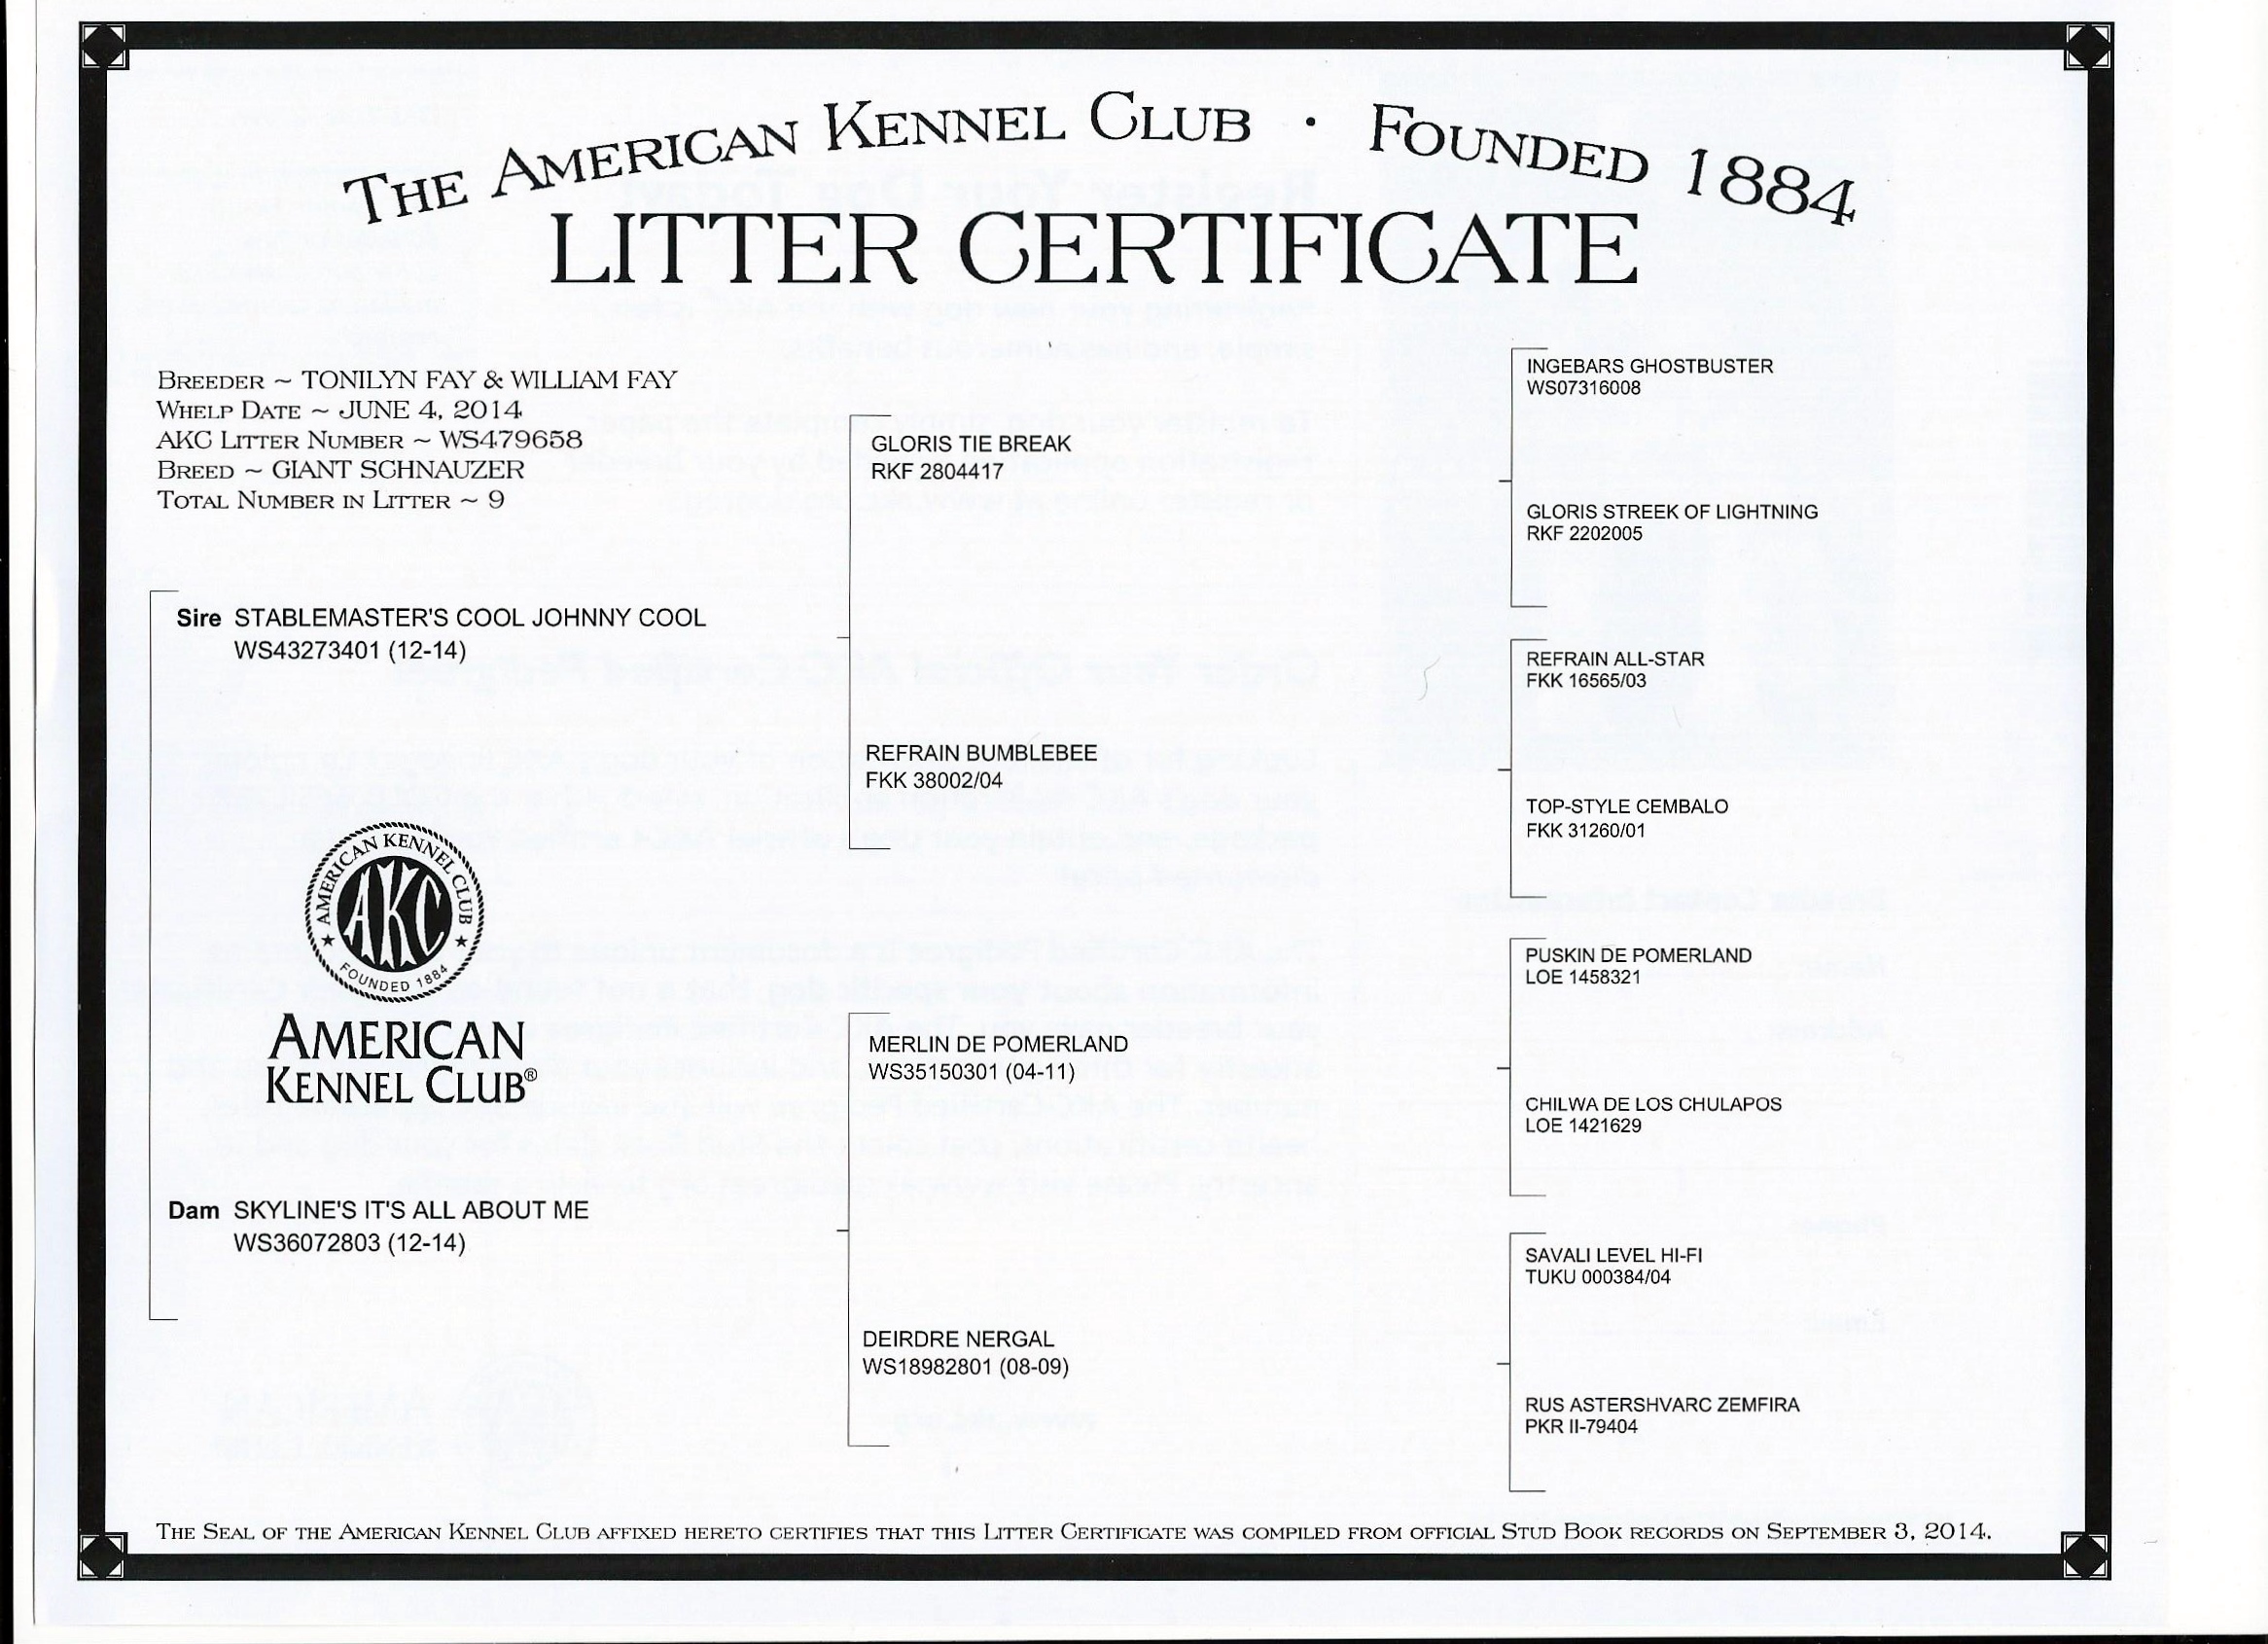 THE AMERICAN KENNEL CLUB · FOUNDED 1884
LITTER CERTIFICATE
BREEDER ~ TONILYN FAY & WILLIAM FAY
WHELP DATE ~ JUNE 4, 2014
AKC LITTER NUMBER ~ WS479658
BREED ~ GIANT SCHNAUZER
TOTAL NUMBER IN LITTER ~ 9
Sire STABLEMASTER'S COOL JOHNNY COOL
WS43273401 (12-14)
AMERICAN KENNEL CLUB
AKC
FOUNDED 1884
AMERICAN
KENNEL CLUB®
Dam SKYLINE'S IT'S ALL ABOUT ME
WS36072803 (12-14)
GLORIS TIE BREAK
RKF 2804417
REFRAIN BUMBLEBEE
FKK 38002/04
MERLIN DE POMERLAND
WS35150301 (04-11)
DEIRDRE NERGAL
WS18982801 (08-09)
INGEBARS GHOSTBUSTER
WS07316008
GLORIS STREEK OF LIGHTNING
RKF 2202005
REFRAIN ALL-STAR
FKK 16565/03
TOP-STYLE CEMBALO
FKK 31260/01
PUSKIN DE POMERLAND
LOE 1458321
CHILWA DE LOS CHULAPOS
LOE 1421629
SAVALI LEVEL HI-FI
TUKU 000384/04
RUS ASTERSHVARC ZEMFIRA
PKR II-79404
THE SEAL OF THE AMERICAN KENNEL CLUB AFFIXED HERETO CERTIFIES THAT THIS LITTER CERTIFICATE WAS COMPILED FROM OFFICIAL STUD BOOK RECORDS ON SEPTEMBER 3, 2014.